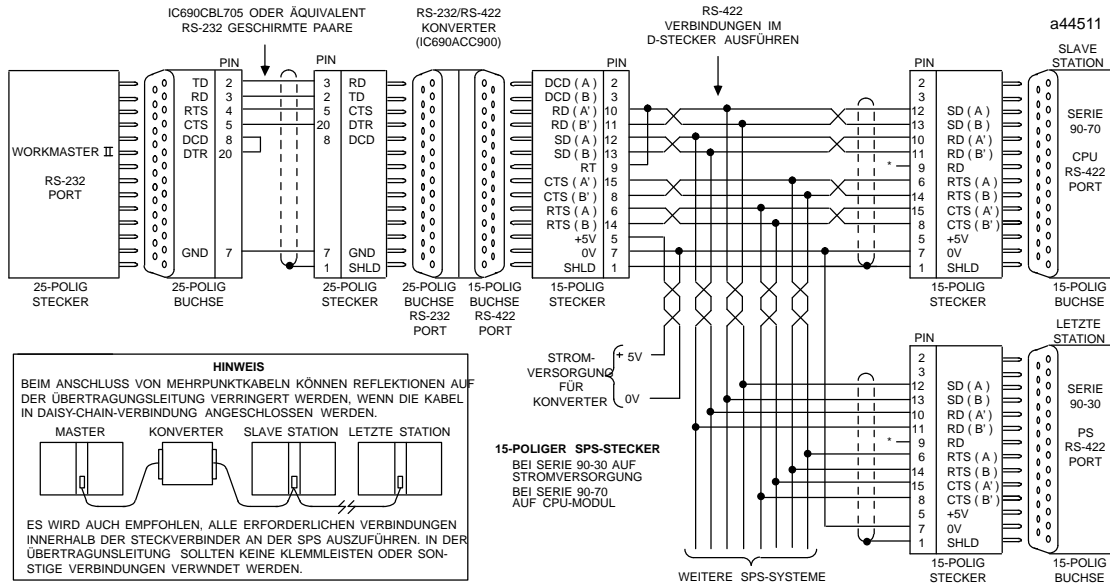 IC690CBL705 ODER ÄQUIVALENT
RS-232 GESCHIRMTE PAARE
RS-232/RS-422
KONVERTER
(IC690ACC900)
RS-422
VERBINDUNGEN IM
D-STECKER AUSFÜHREN
a44511
SLAVE
STATION
WORKMASTER II
RS-232
PORT
25-POLIG
STECKER
PIN
TD 2
RD 3
RTS 4
CTS 5
DCD 8
DTR 20
GND 7
25-POLIG
BUCHSE
PIN
3 RD
2 TD
5 CTS
20 DTR
8 DCD
7 GND
1 SHLD
25-POLIG
STECKER
25-POLIG
BUCHSE
RS-232
PORT
15-POLIG
BUCHSE
RS-422
PORT
PIN
DCD ( A ) 2
DCD ( B ) 3
RD ( A' ) 10
RD ( B' ) 11
SD ( A ) 12
SD ( B ) 13
RT 9
CTS ( A' ) 15
CTS ( B' ) 8
RTS ( A ) 6
RTS ( B ) 14
+5V 5
0V 7
SHLD 1
15-POLIG
STECKER
PIN
2
3
12 SD ( A )
13 SD ( B )
10 RD ( A' )
11 RD ( B' )
* 9 RD
6 RTS ( A )
14 RTS ( B )
15 CTS ( A' )
8 CTS ( B' )
5 +5V
7 0V
1 SHLD
15-POLIG
STECKER
SERIE
90-70
CPU
RS-422
PORT
15-POLIG
BUCHSE
LETZTE
STATION
PIN
2
3
12 SD ( A )
13 SD ( B )
10 RD ( A' )
11 RD ( B' )
* 9 RD
6 RTS ( A )
14 RTS ( B )
15 CTS ( A' )
8 CTS ( B' )
5 +5V
7 0V
1 SHLD
15-POLIG
STECKER
SERIE
90-30
PS
RS-422
PORT
15-POLIG
BUCHSE
STROM-
VERSORGUNG
FÜR
KONVERTER
+ 5V
0V
15-POLIGER SPS-STECKER
BEI SERIE 90-30 AUF
STROMVERSORGUNG
BEI SERIE 90-70
AUF CPU-MODUL
WEITERE SPS-SYSTEME
HINWEIS
BEIM ANSCHLUSS VON MEHRPUNKTKABELN KÖNNEN REFLEKTIONEN AUF
DER ÜBERTRAGUNGSLEITUNG VERRINGERT WERDEN, WENN DIE KABEL
IN DAISY-CHAIN-VERBINDUNG ANGESCHLOSSEN WERDEN.
MASTER KONVERTER SLAVE STATION LETZTE STATION
ES WIRD AUCH EMPFOHLEN, ALLE ERFORDERLICHEN VERBINDUNGEN
INNERHALB DER STECKVERBINDER AN DER SPS AUSZUFÜHREN. IN DER
ÜBERTRAGUNSLEITUNG SOLLTEN KEINE KLEMMLEISTEN ODER SON-
STIGE VERBINDUNGEN VERWNDET WERDEN.